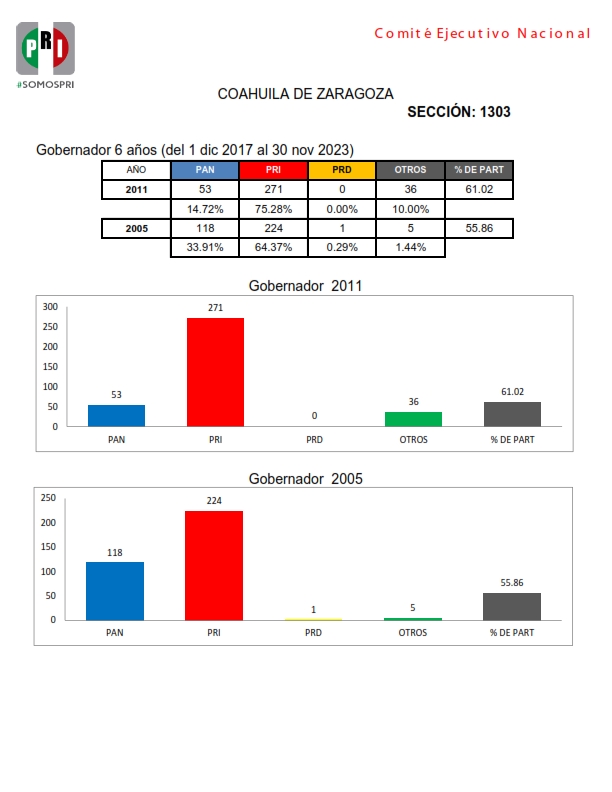 PRI
#SOMOSPRI
Comité Ejecutivo Nacional
COAHUILA DE ZARAGOZA
SECCIÓN: 1303
Gobernador 6 años (del 1 dic 2017 al 30 nov 2023)
AÑO PAN PRI PRD OTROS % DE PART
2011 53 271 0 36 61.02
14.72% 75.28% 0.00% 10.00%
2005 118 224 1 5 55.86
33.91% 64.37% 0.29% 1.44%
Gobernador 2011
300
250
200
150
100
50
0
53
271
0
36
61.02
PAN PRI PRD OTROS % DE PART
Gobernador 2005
250
200
150
100
50
0
118
224
1
5
55.86
PAN PRI PRD OTROS % DE PART